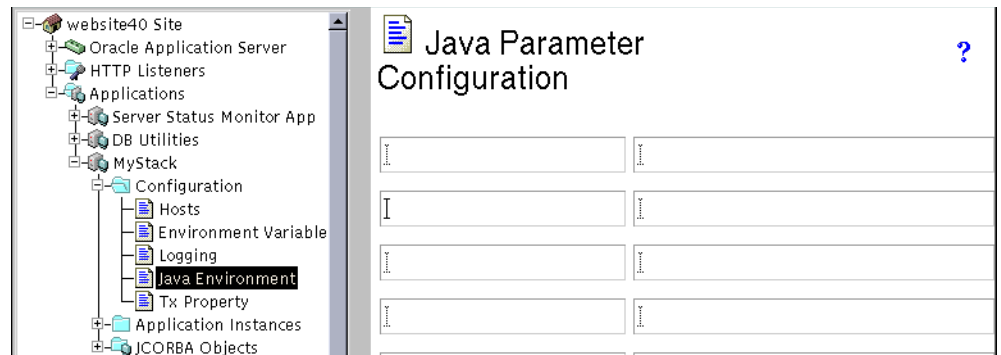 website40 Site
Oracle Application Server
HTTP Listeners
Applications
Server Status Monitor App
DB Utilities
MyStack
Configuration
Hosts
Environment Variable
Logging
Java Environment
Tx Property
Application Instances
JCORBA Objects
Java Parameter
Configuration
?